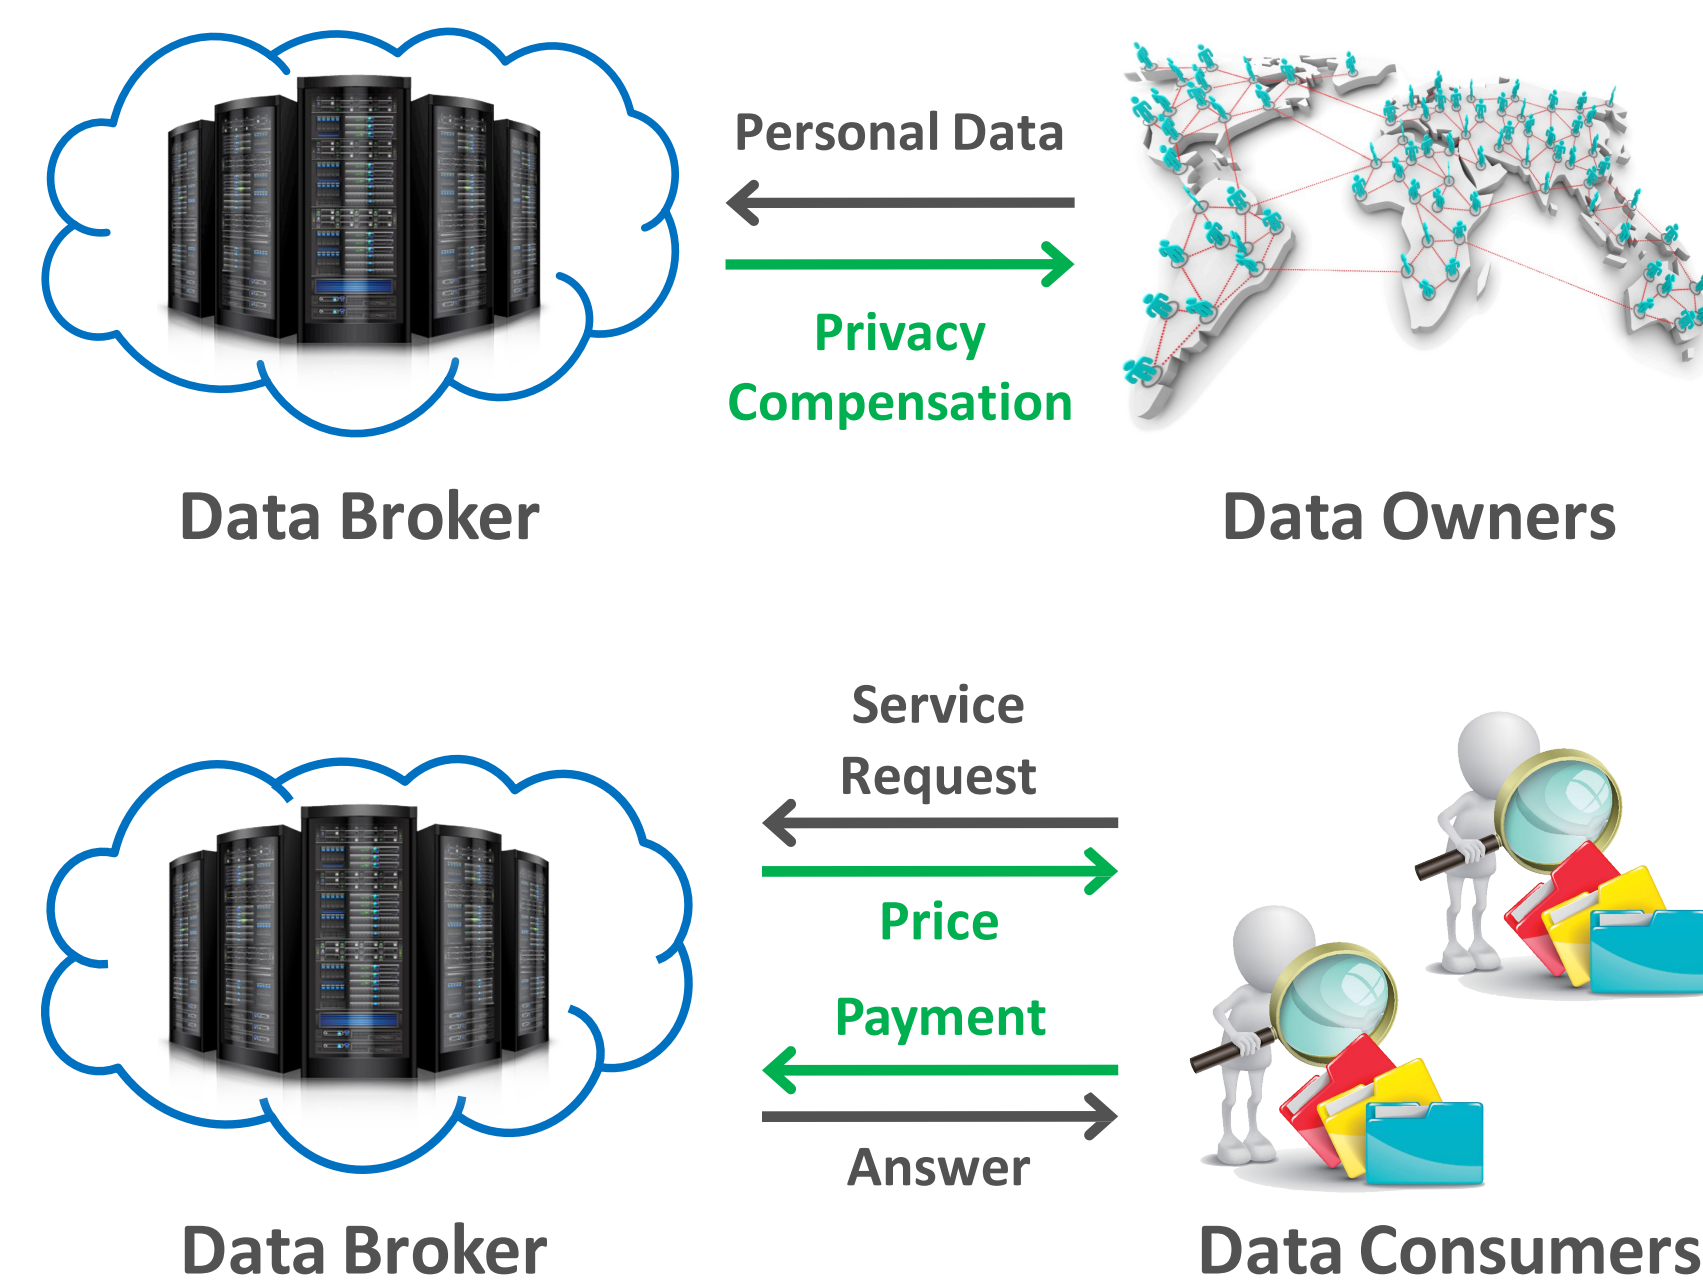 Personal Data
Privacy
Compensation
Data Broker
Data Owners
Service
Request
Price
Payment
Answer
Data Broker
Data Consumers